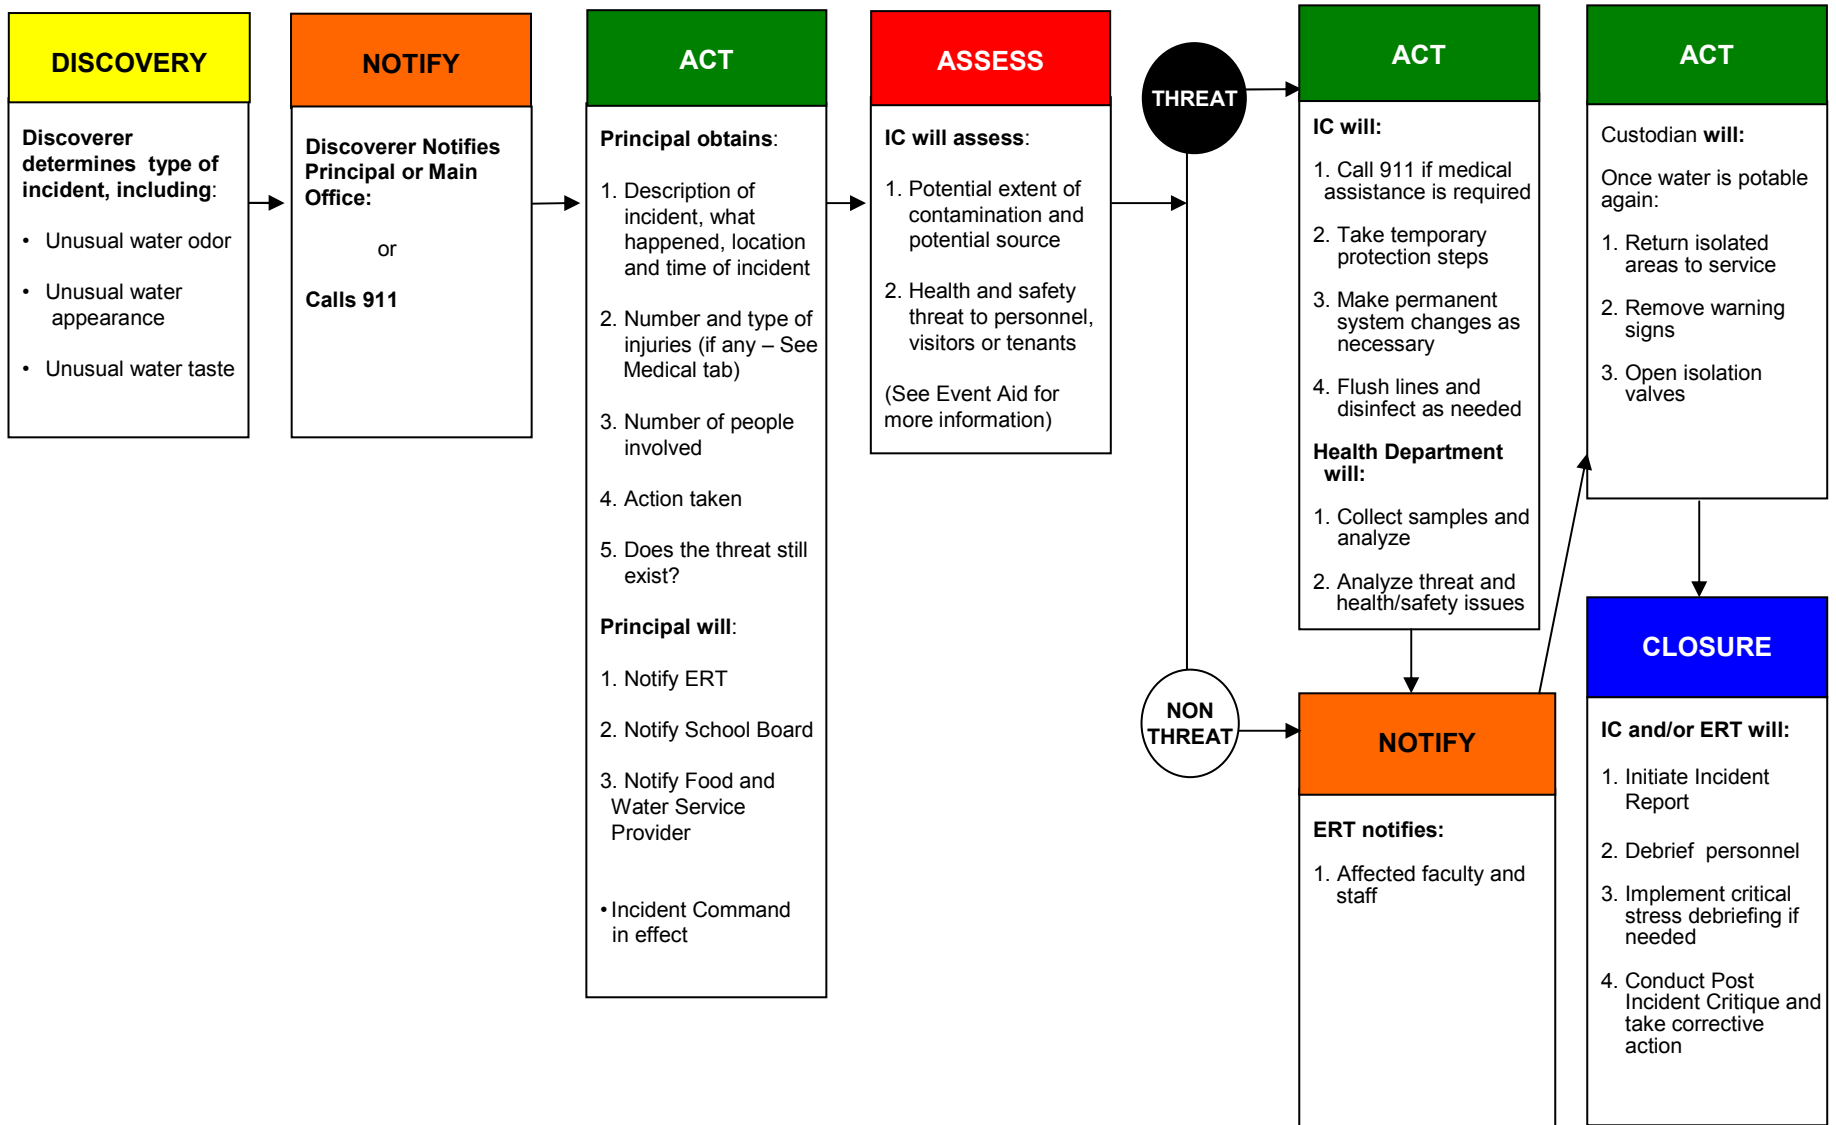 DISCOVERY
Discoverer
determines type of
incident, including:
• Unusual water odor
• Unusual water
appearance
• Unusual water taste
NOTIFY
Discoverer Notifies
Principal or Main
Office:
or
Calls 911
ACT
Principal obtains:
1. Description of
incident, what
happened, location
and time of incident
2. Number and type of
injuries (if any – See
Medical tab)
3. Number of people
involved
4. Action taken
5. Does the threat still
exist?
Principal will:
1. Notify ERT
2. Notify School Board
3. Notify Food and
Water Service
Provider
• Incident Command
in effect
ASSESS
IC will assess:
1. Potential extent of
contamination and
potential source
2. Health and safety
threat to personnel,
visitors or tenants
(See Event Aid for
more information)
THREAT
NON
THREAT
ACT
IC will:
1. Call 911 if medical
assistance is required
2. Take temporary
protection steps
3. Make permanent
system changes as
necessary
4. Flush lines and
disinfect as needed
Health Department
will:
1. Collect samples and
analyze
2. Analyze threat and
health/safety issues
NOTIFY
ERT notifies:
1. Affected faculty and
staff
ACT
Custodian will:
Once water is potable
again:
1. Return isolated
areas to service
2. Remove warning
signs
3. Open isolation
valves
CLOSURE
IC and/or ERT will:
1. Initiate Incident
Report
2. Debrief personnel
3. Implement critical
stress debriefing if
needed
4. Conduct Post
Incident Critique and
take corrective
action